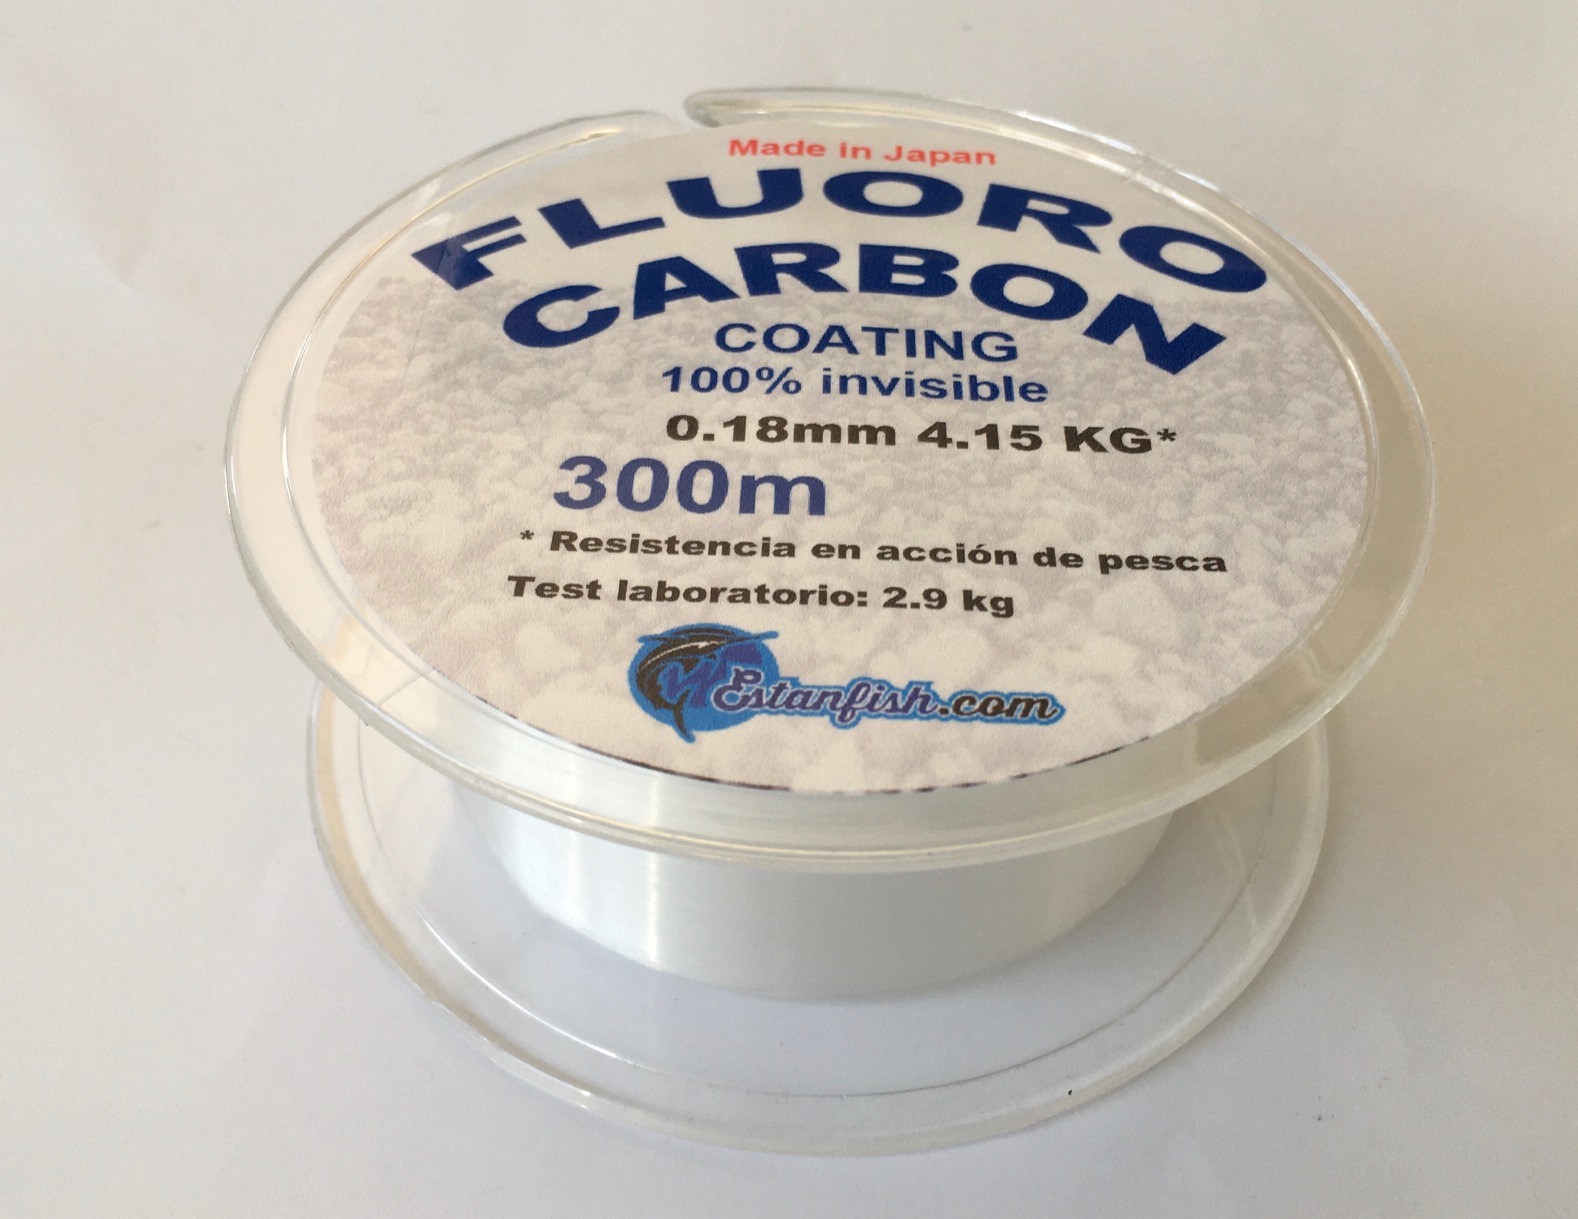 Made in Japan
FLUORO
CARBON
COATING
100% invisible
0.18mm 4.15 KG*
300m
* Resistencia en acción de pesca
Test laboratorio: 2.9 kg
WEstanfish.com